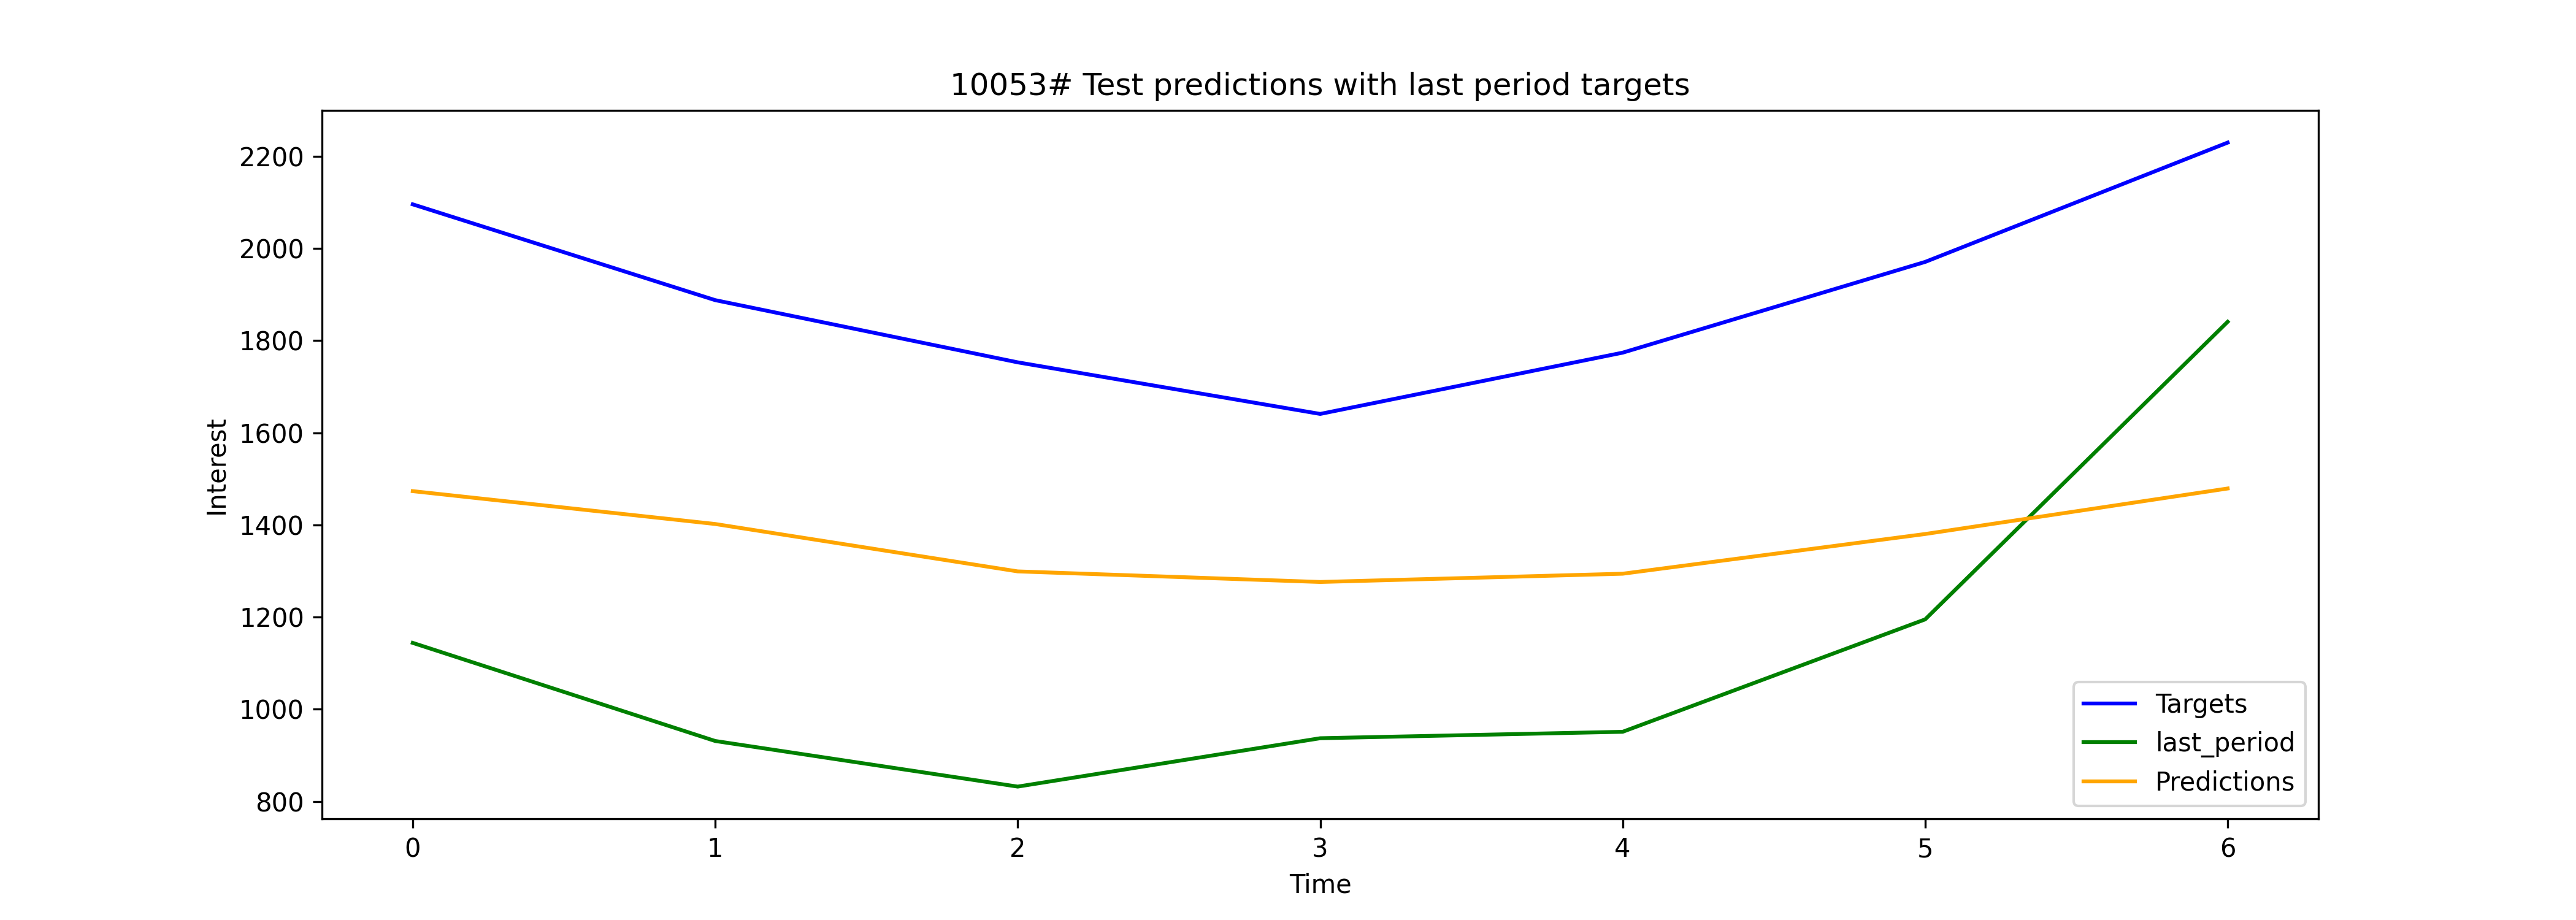 10053# Test predictions with last period targets
2200
2000
1800
1600
1400
1200
1000
800
Interest
0 1 2 3 4 5 6
Time
Targets
last_period
Predictions